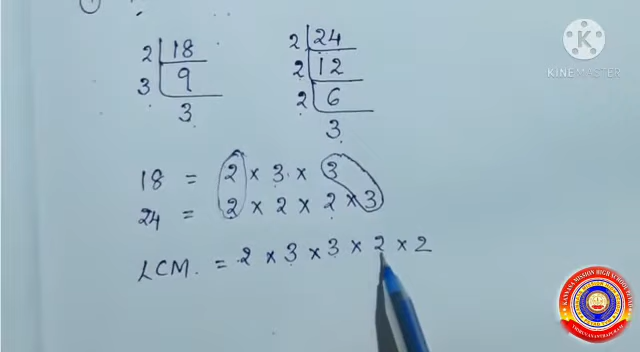 2 | 18
3 | 9
3
2 | 24
2 | 12
2 | 6
3
18 = 2 × 3 × 3
24 = 2 × 2 × 2 × 3
LCM. = 2 × 3 × 3 × 2 × 2
KINEMASTER